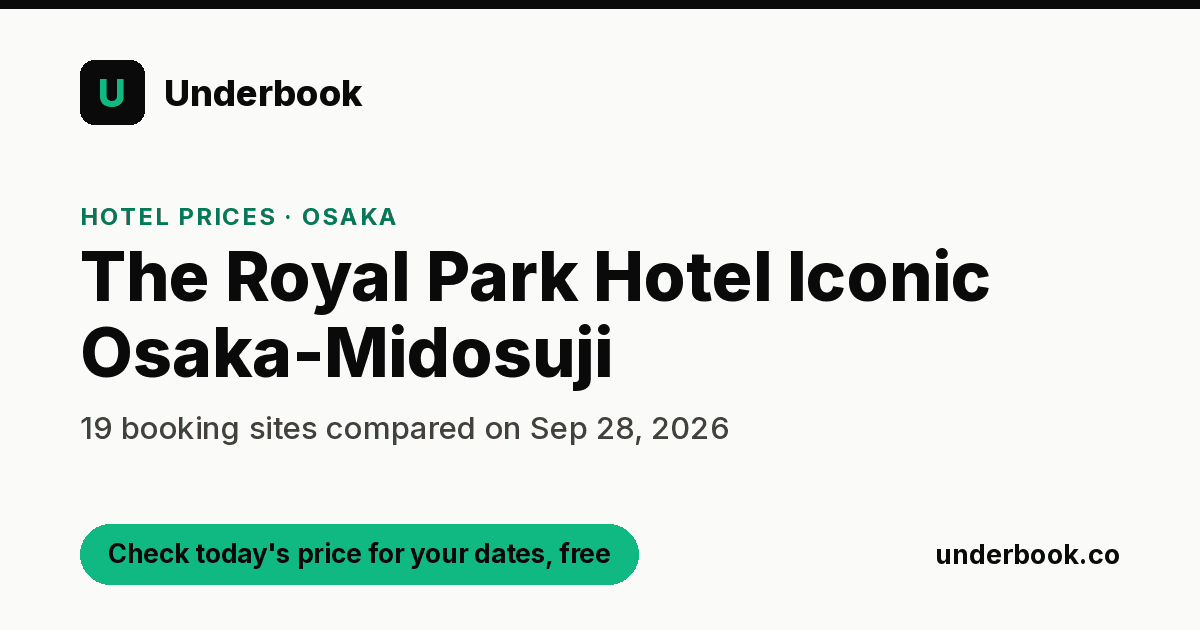 U Underbook
HOTEL PRICES · OSAKA
The Royal Park Hotel Iconic
Osaka-Midosuji
19 booking sites compared on Sep 28, 2026
Check today's price for your dates, free
underbook.co